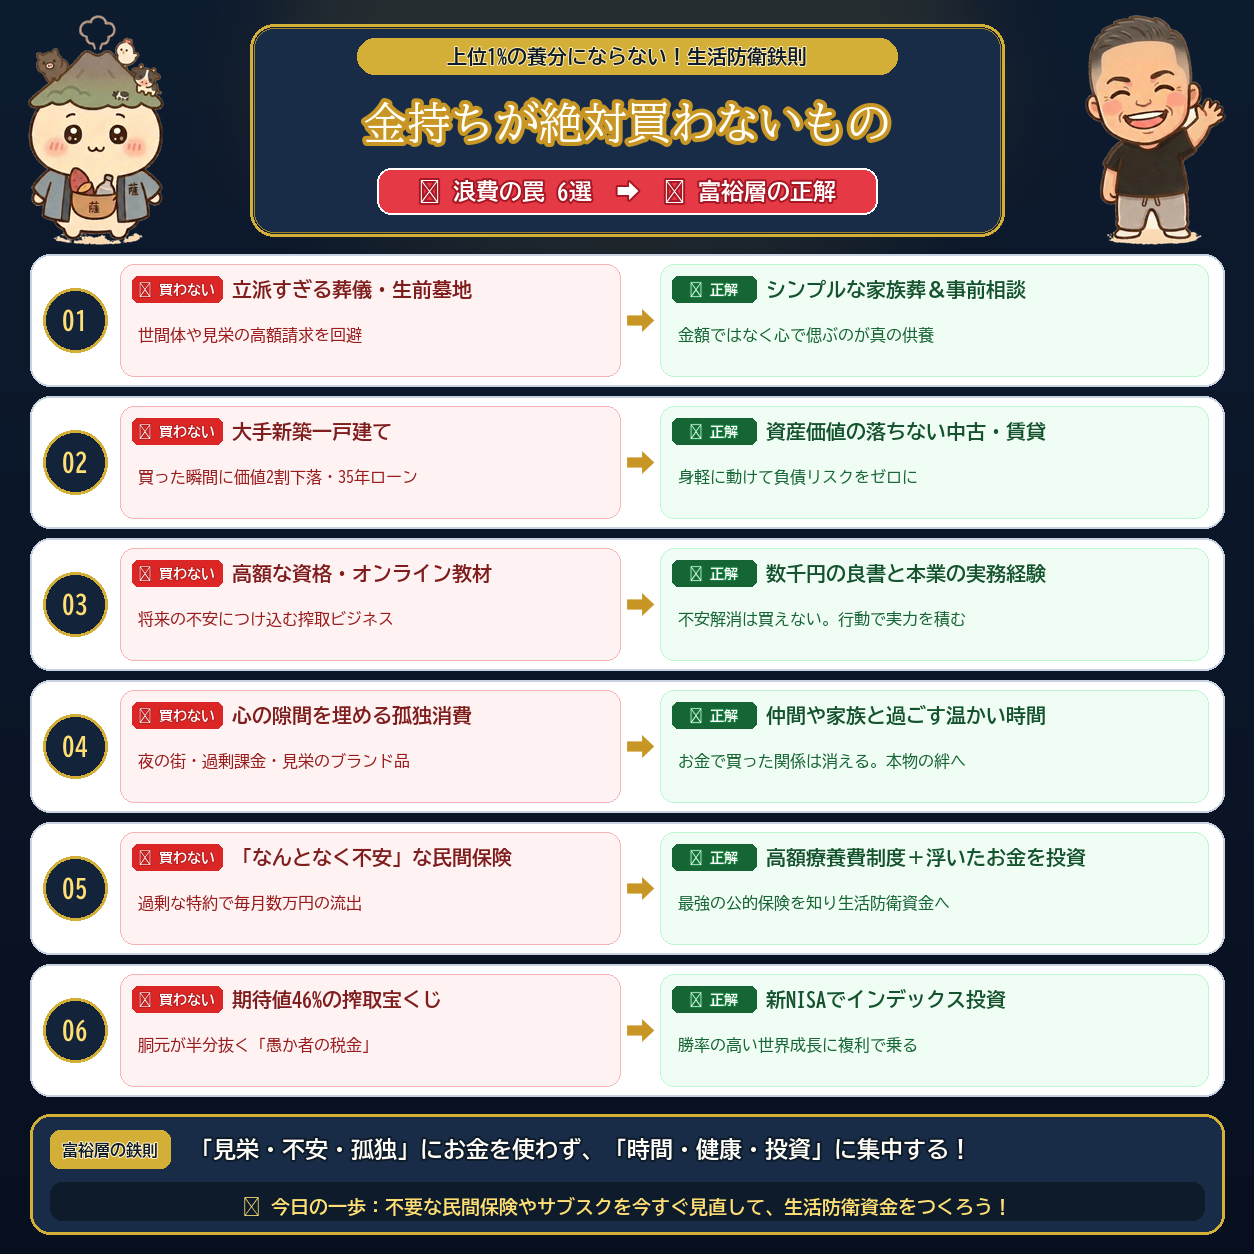 上位1%の養分にならない！生活防衛鉄則
金持ちが絶対買わないもの
浪費の罠 6選 ➡ 富裕層の正解
薩 薩
薩
01
買わない 立派すぎる葬儀・生前墓地
世間体や見栄の高額請求を回避
正解 シンプルな家族葬＆事前相談
金額ではなく心で偲ぶのが真の供養
02
買わない 大手新築一戸建て
買った瞬間に価値2割下落・35年ローン
正解 資産価値の落ちない中古・賃貸
身軽に動けて負債リスクをゼロに
03
買わない 高額な資格・オンライン教材
将来の不安につけ込む搾取ビジネス
正解 数千円の良書と本業の実務経験
不安解消は買えない。行動で実力を積む
04
買わない 心の隙間を埋める孤独消費
夜の街・過剰課金・見栄のブランド品
正解 仲間や家族と過ごす温かい時間
お金で買った関係は消える。本物の絆へ
05
買わない 「なんとなく不安」な民間保険
過剰な特約で毎月数万円の流出
正解 高額療養費制度＋浮いたお金を投資
最強の公的保険を知り生活防衛資金へ
06
買わない 期待値46%の搾取宝くじ
胴元が半分抜く「愚か者の税金」
正解 新NISAでインデックス投資
勝率の高い世界成長に複利で乗る
富裕層の鉄則 「見栄・不安・孤独」にお金を使わず、「時間・健康・投資」に集中する！
今日の一歩：不要な民間保険やサブスクを今すぐ見直して、生活防衛資金をつくろう！